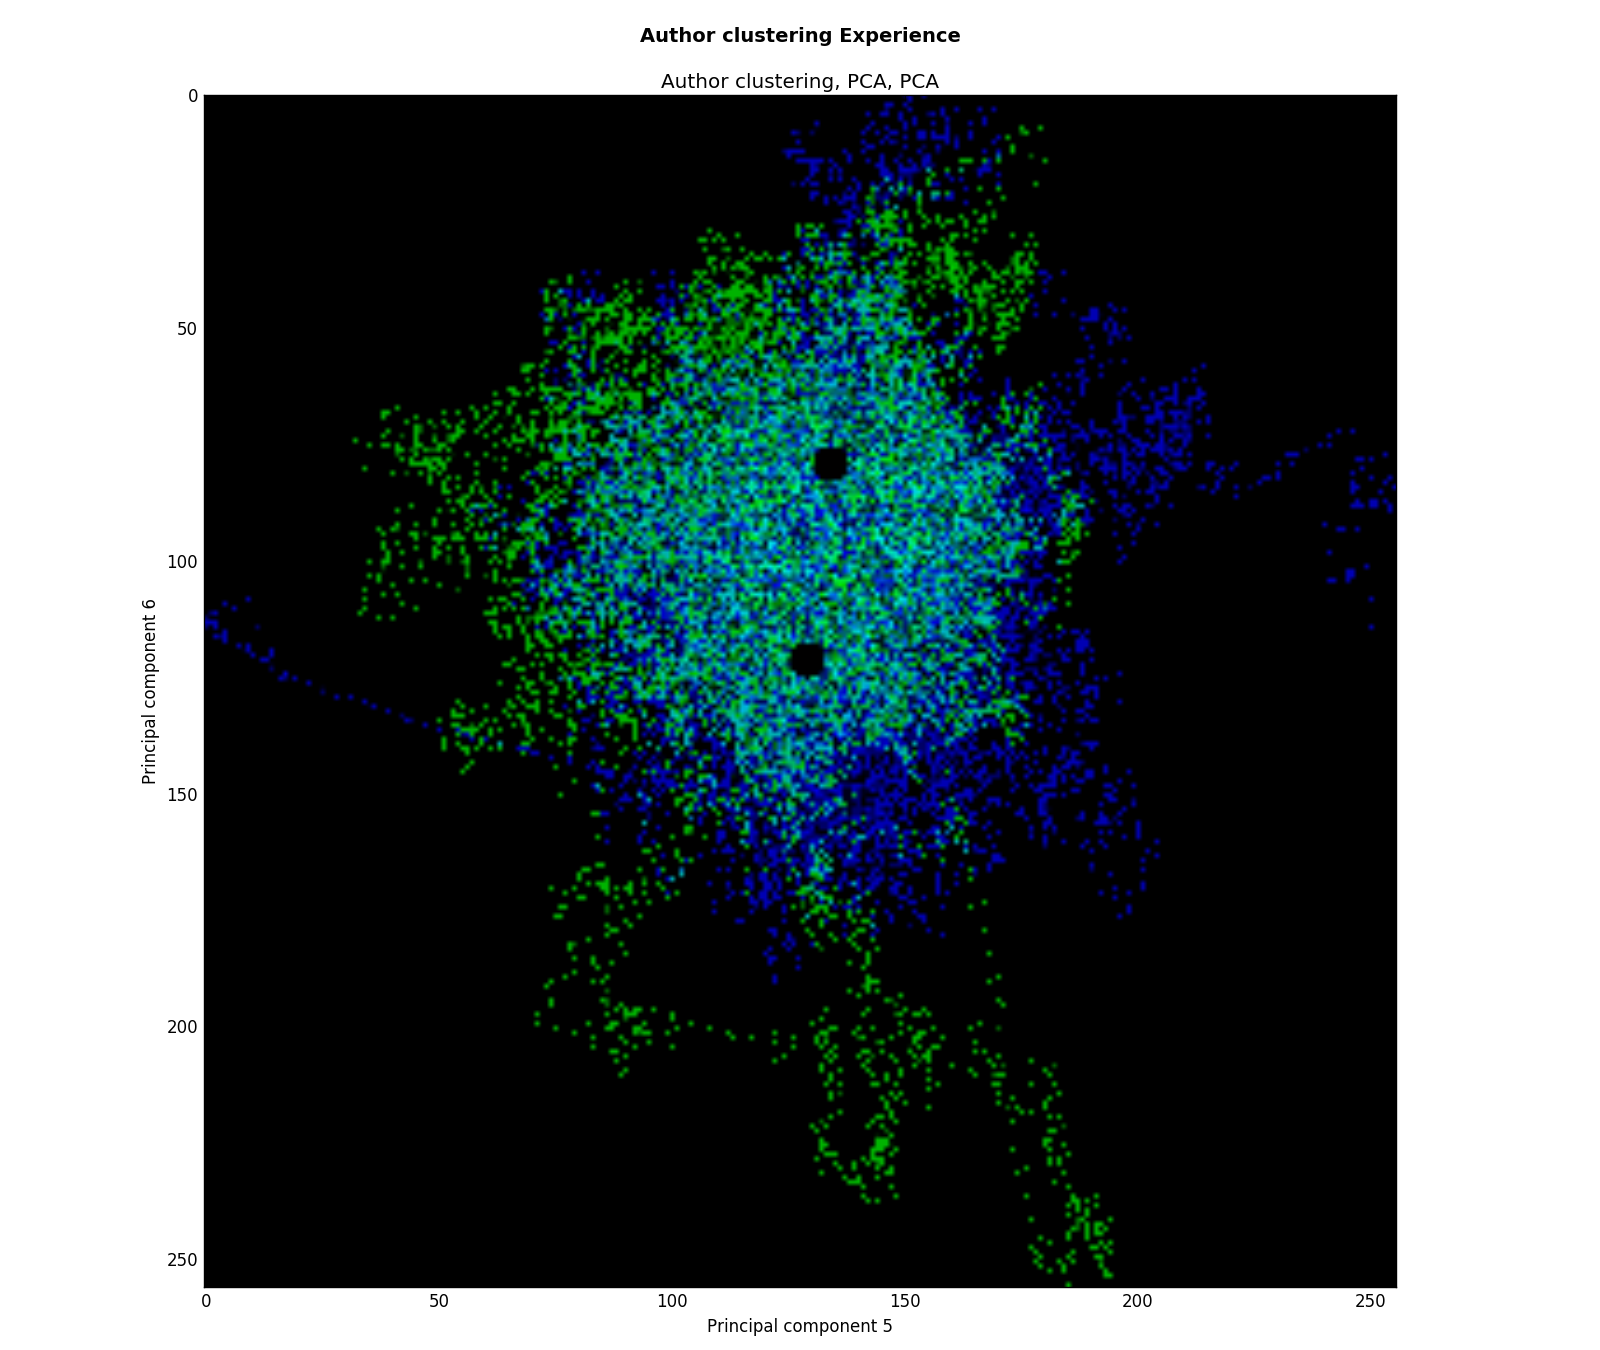 Author clustering Experience
Author clustering, PCA, PCA
0
50
100
150
200
250
Principal component 6
0 50 100 150 200 250
Principal component 5